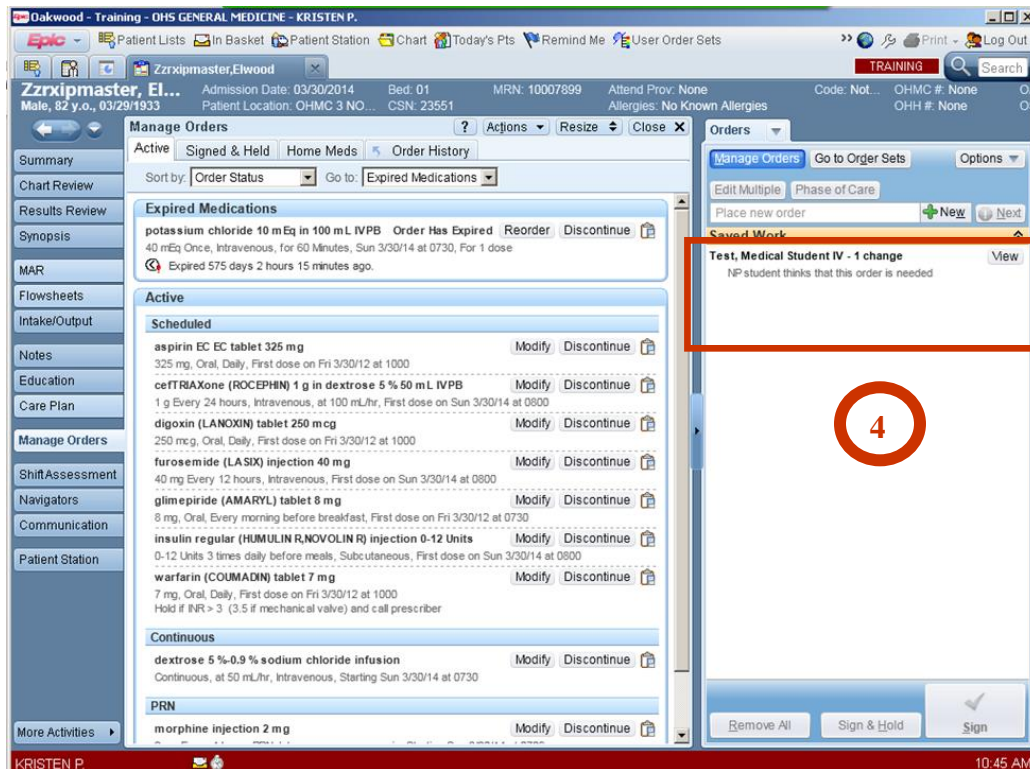 Oakwood - Training - OHS GENERAL MEDICINE - KRISTEN P.
Epic Patient Lists In Basket Patient Station Chart Today's Pts Remind Me User Order Sets Print Log Out
Zzrxipmaster,Elwood TRAINING Search
Zzrxipmaster, El... Admission Date: 03/30/2014 Bed: 01 MRN: 10007899 Attend Prov: None Code: Not... OHMC #: None
Male, 82 y.o., 03/29/1933 Patient Location: OHMC 3 NO... CSN: 23551 Allergies: No Known Allergies OHH #: None
Summary
Chart Review
Results Review
Synopsis
MAR
Flowsheets
Intake/Output
Notes
Education
Care Plan
Manage Orders
Shift Assessment
Navigators
Communication
Patient Station
More Activities
Manage Orders ? Actions Resize Close X
Active Signed & Held Home Meds Order History
Sort by: Order Status Go to: Expired Medications
Expired Medications
potassium chloride 10 mEq in 100 mL IVPB Order Has Expired Reorder Discontinue
40 mEq Once, Intravenous, for 60 Minutes, Sun 3/30/14 at 0730, For 1 dose
Expired 575 days 2 hours 15 minutes ago.
Active
Scheduled
aspirin EC EC tablet 325 mg Modify Discontinue
325 mg, Oral, Daily, First dose on Fri 3/30/12 at 1000
cefTRIAXone (ROCEPHIN) 1 g in dextrose 5 % 50 mL IVPB Modify Discontinue
1 g Every 24 hours, Intravenous, at 100 mL/hr, First dose on Sun 3/30/14 at 0800
digoxin (LANOXIN) tablet 250 mcg Modify Discontinue
250 mcg, Oral, Daily, First dose on Fri 3/30/12 at 1000
furosemide (LASIX) injection 40 mg Modify Discontinue
40 mg Every 12 hours, Intravenous, First dose on Sun 3/30/14 at 0800
glimepiride (AMARYL) tablet 8 mg Modify Discontinue
8 mg, Oral, Every morning before breakfast, First dose on Fri 3/30/12 at 0730
insulin regular (HUMULIN R,NOVOLIN R) injection 0-12 Units Modify Discontinue
0-12 Units 3 times daily before meals, Subcutaneous, First dose on Sun 3/30/14 at 0800
warfarin (COUMADIN) tablet 7 mg Modify Discontinue
7 mg, Oral, Daily, First dose on Fri 3/30/12 at 1000
Hold if INR > 3 (3.5 if mechanical valve) and call prescriber
Continuous
dextrose 5 %-0.9 % sodium chloride infusion Modify Discontinue
Continuous, at 50 mL/hr, Intravenous, Starting Sun 3/30/14 at 0730
PRN
morphine injection 2 mg Modify Discontinue
Orders
Manage Orders Go to Order Sets Options
Edit Multiple Phase of Care
Place new order New Next
Saved Work
Test, Medical Student IV - 1 change View
NP student thinks that this order is needed
4
Remove All Sign & Hold Sign
KRISTEN P. 10:45 AM